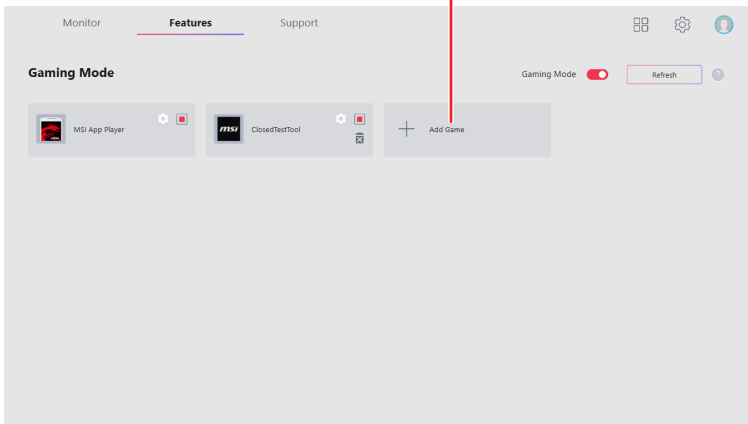 Monitor Features Support
Gaming Mode
Gaming Mode
Refresh
?
MSI App Player
msi
ClosedTestTool
Add Game